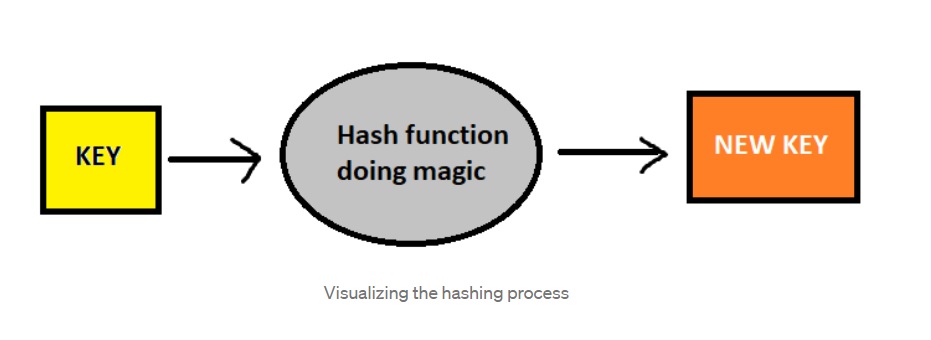 KEY
Hash function
doing magic
NEW KEY
Visualizing the hashing process